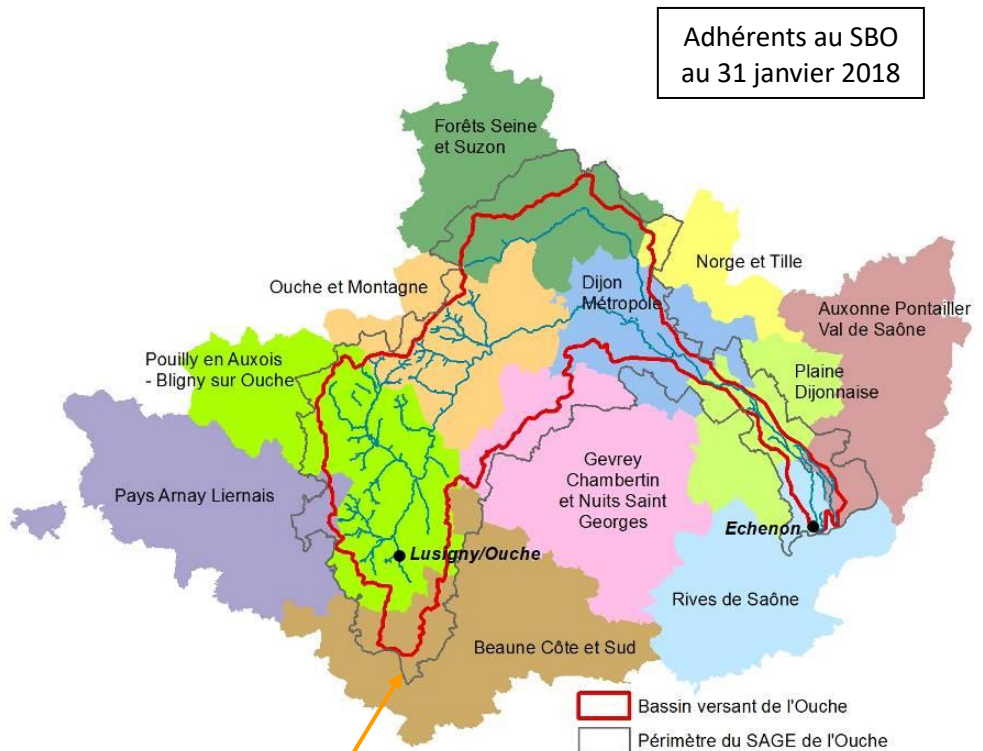 Adhérents au SBO
au 31 janvier 2018
Forêts Seine
et Suzon
Norge et Tille
Ouche et Montagne
Dijon
Métropole
Auxonne Pontailler
Val de Saône
Pouilly en Auxois
- Bligny sur Ouche
Plaine
Dijonnaise
Pays Arnay Liernais
Gevrey
Chambertin
et Nuits Saint
Georges
Echenon
Lusigny/Ouche
Rives de Saône
Beaune Côte et Sud
Bassin versant de l'Ouche
Périmètre du SAGE de l'Ouche